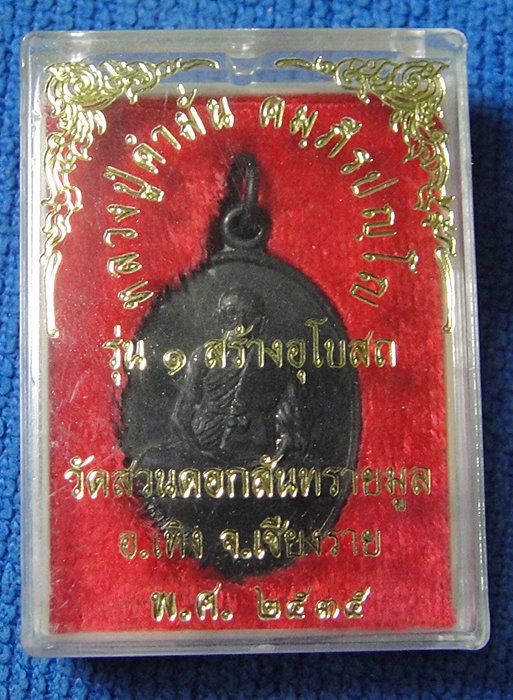 หลวงปู่คำมั่น คมฺภีรปญฺโญ
รุ่น ๑ สร้างอุโบสถ
วัดสวนดอกสันทรายมูล
อ.เทิง จ.เชียงราย
พ.ศ. ๒๕๓๕